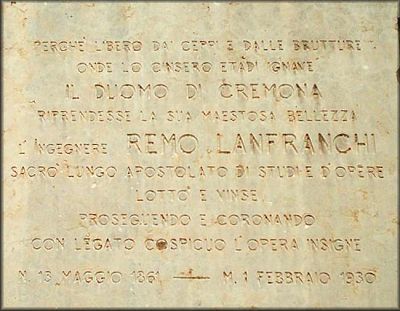 PERCHÈ LIBERO DA' CEPPI E DALLE BRUTTURE
ONDE LO CINSERO ETADI IGNAVE
IL DUOMO DI CREMONA
RIPRENDESSE LA SUA MAESTOSA BELLEZZA
L'INGEGNERE REMO LANFRANCHI
SACRÒ LUNGO APOSTOLATO DI STUDI E D'OPERE
LOTTÒ E VINSE
PROSEGUENDO E CORONANDO
CON LEGATO COSPICUO L'OPERA INSIGNE
N. 13 MAGGIO 1861 — M. 1 FEBBRAIO 1930